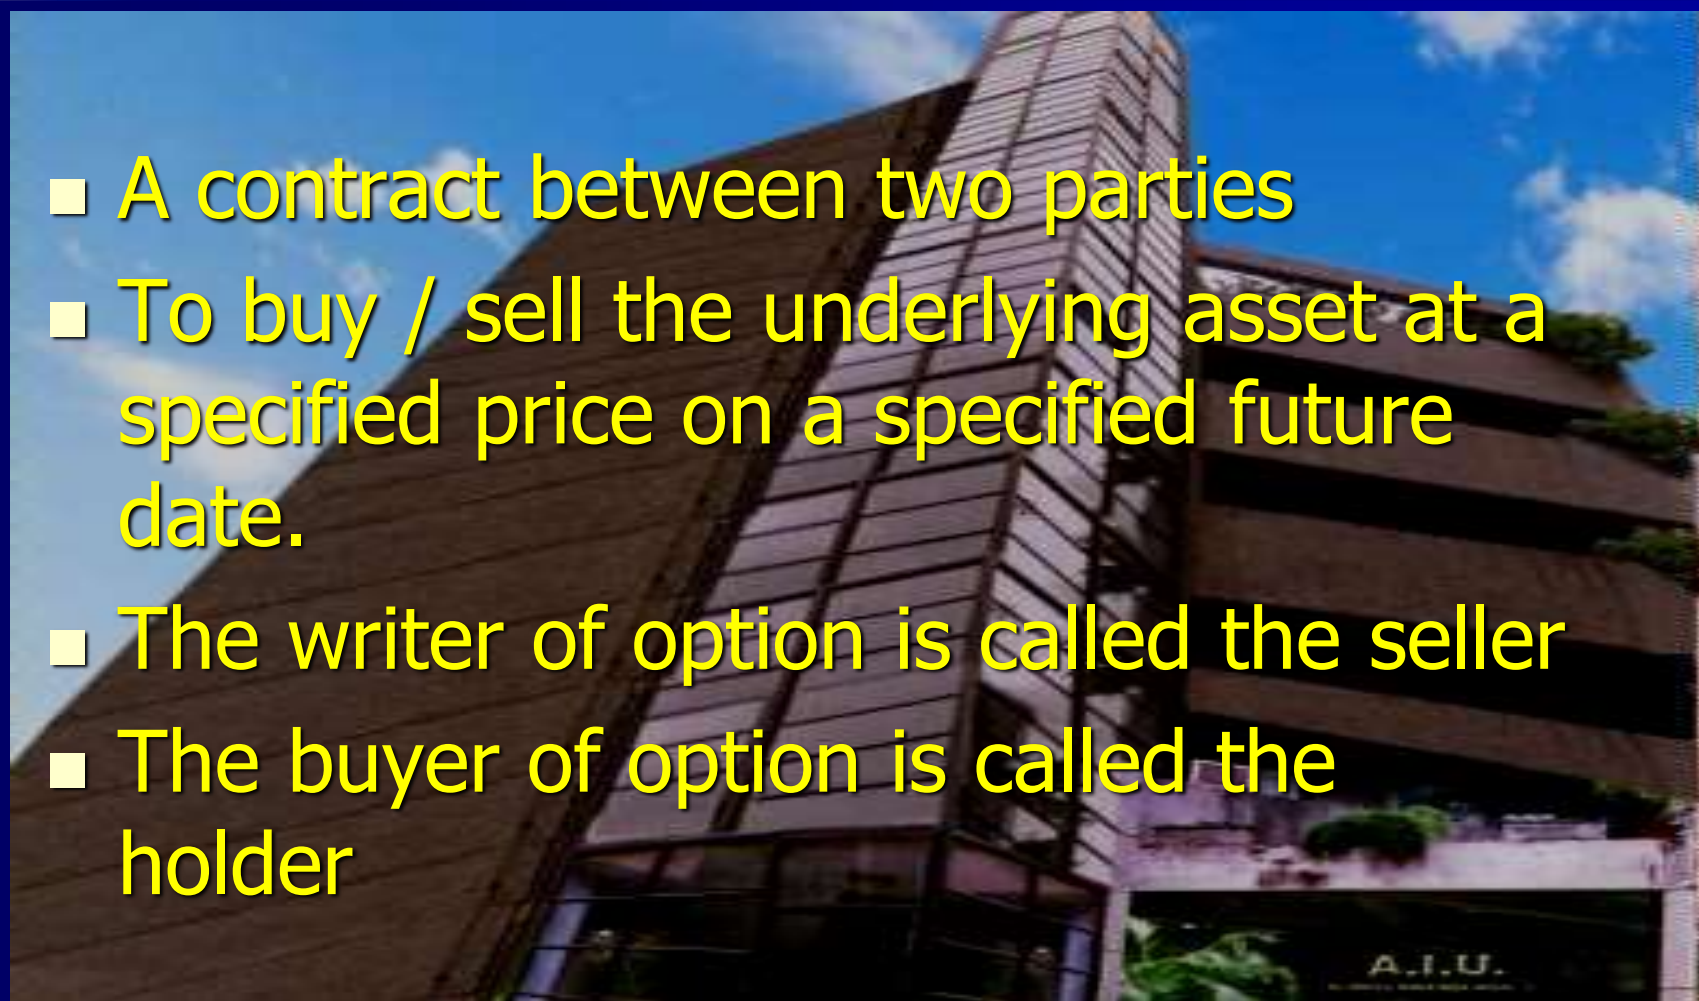 A contract between two parties
To buy / sell the underlying asset at a
specified price on a specified future
date.
The writer of option is called the seller
The buyer of option is called the
holder
A.I.U.